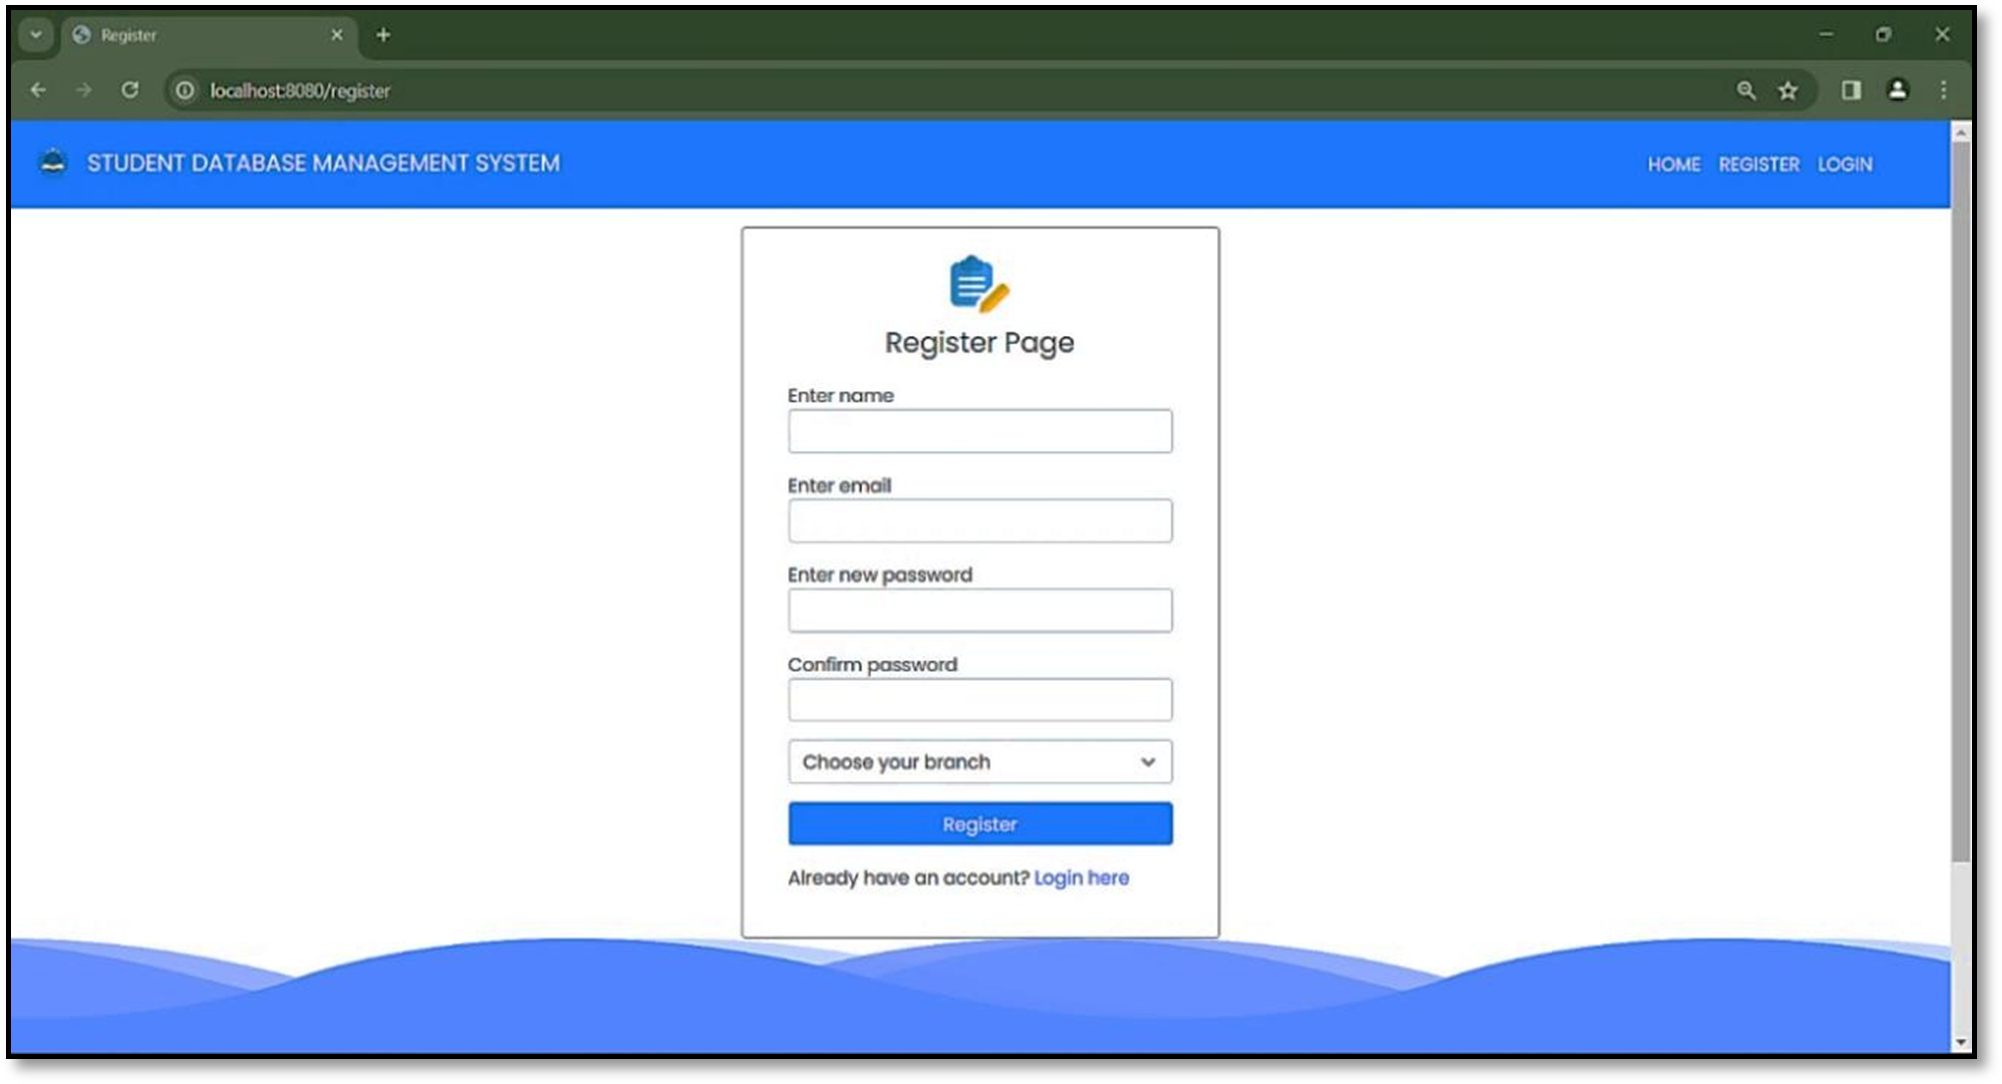 Register
localhost:8080/register
STUDENT DATABASE MANAGEMENT SYSTEM
HOME REGISTER LOGIN
Register Page
Enter name
Enter email
Enter new password
Confirm password
Choose your branch
Register
Already have an account? Login here